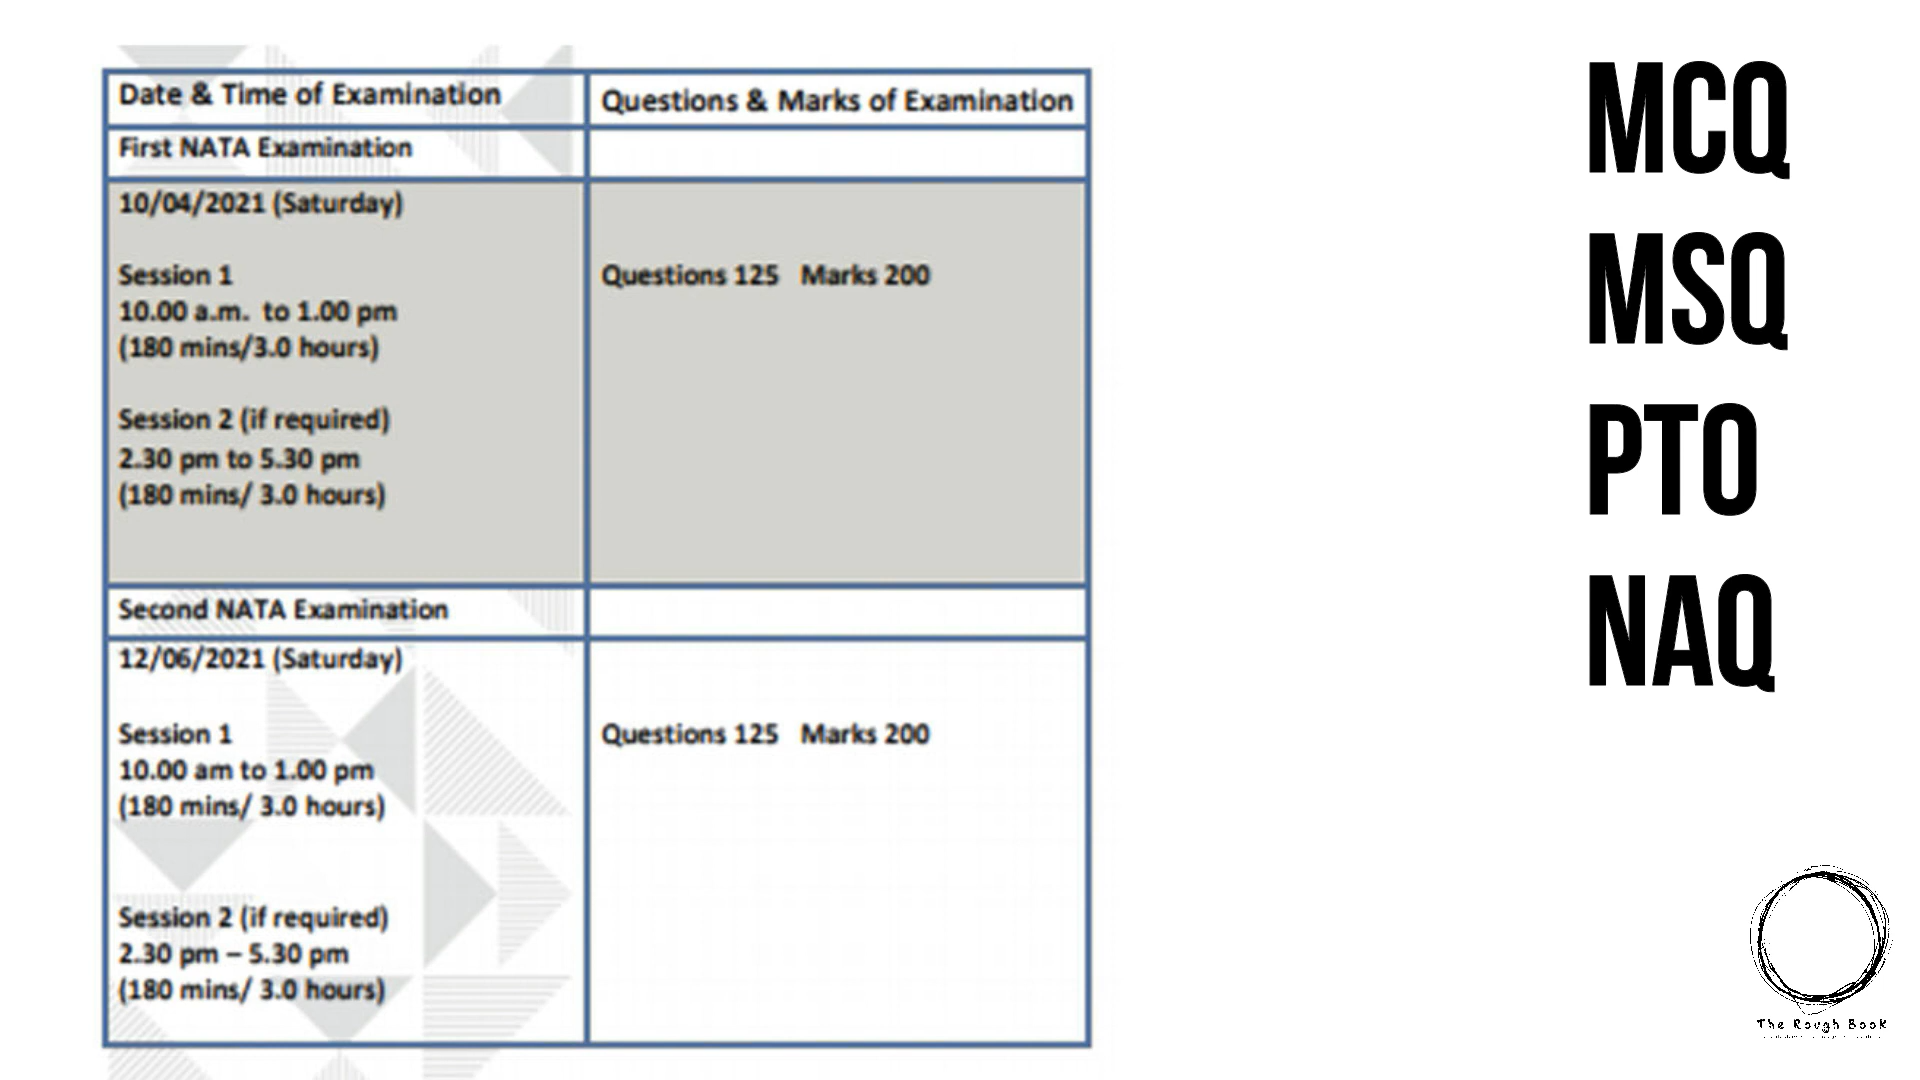 Date & Time of Examination
Questions & Marks of Examination
First NATA Examination
10/04/2021 (Saturday)
Session 1
Questions 125 Marks 200
10.00 a.m. to 1.00 pm
(180 mins/3.0 hours)
Session 2 (if required)
2.30 pm to 5.30 pm
(180 mins/ 3.0 hours)
Second NATA Examination
12/06/2021 (Saturday)
Session 1
Questions 125 Marks 200
10.00 am to 1.00 pm
(180 mins/ 3.0 hours)
Session 2 (if required)
2.30 pm – 5.30 pm
(180 mins/ 3.0 hours)
MCQ
MSQ
PTO
NAQ
The Rough Book